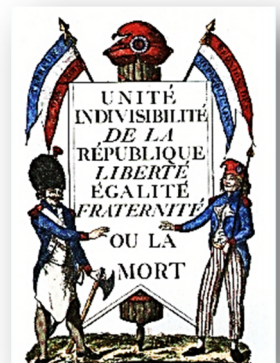 UNITÉ
INDIVISIBILITÉ
DE LA
RÉPUBLIQUE
LIBERTÉ
ÉGALITÉ
FRATERNITÉ
OU LA
MORT